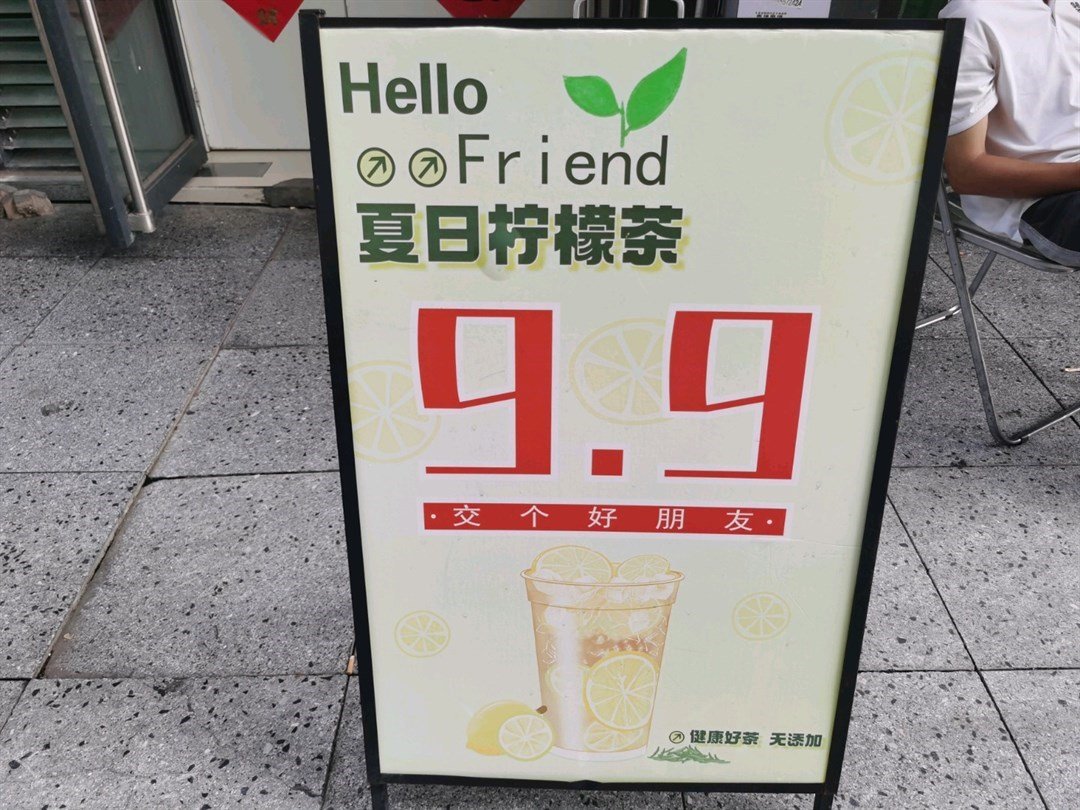 Hello
Friend
夏日柠檬茶
9.9
·交个好朋友·
健康好茶 无添加